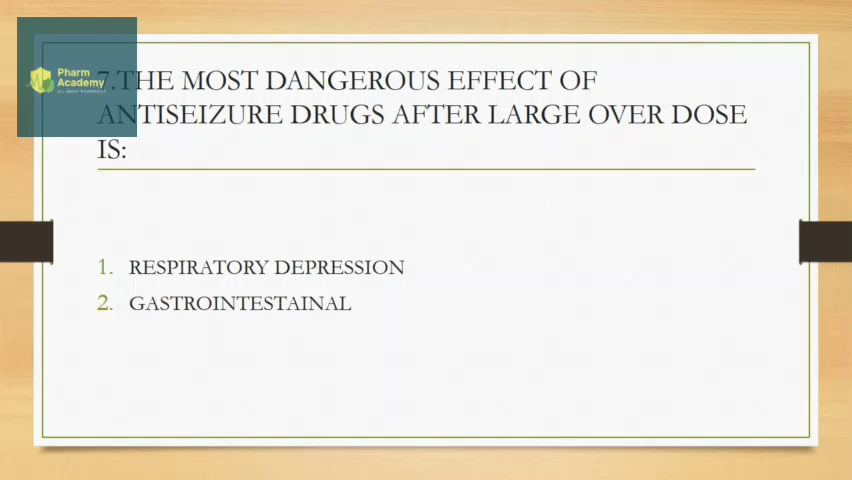 Pharm
Academy
7.THE MOST DANGEROUS EFFECT OF
ANTISEIZURE DRUGS AFTER LARGE OVER DOSE
IS:
1. RESPIRATORY DEPRESSION
2. GASTROINTESTAINAL